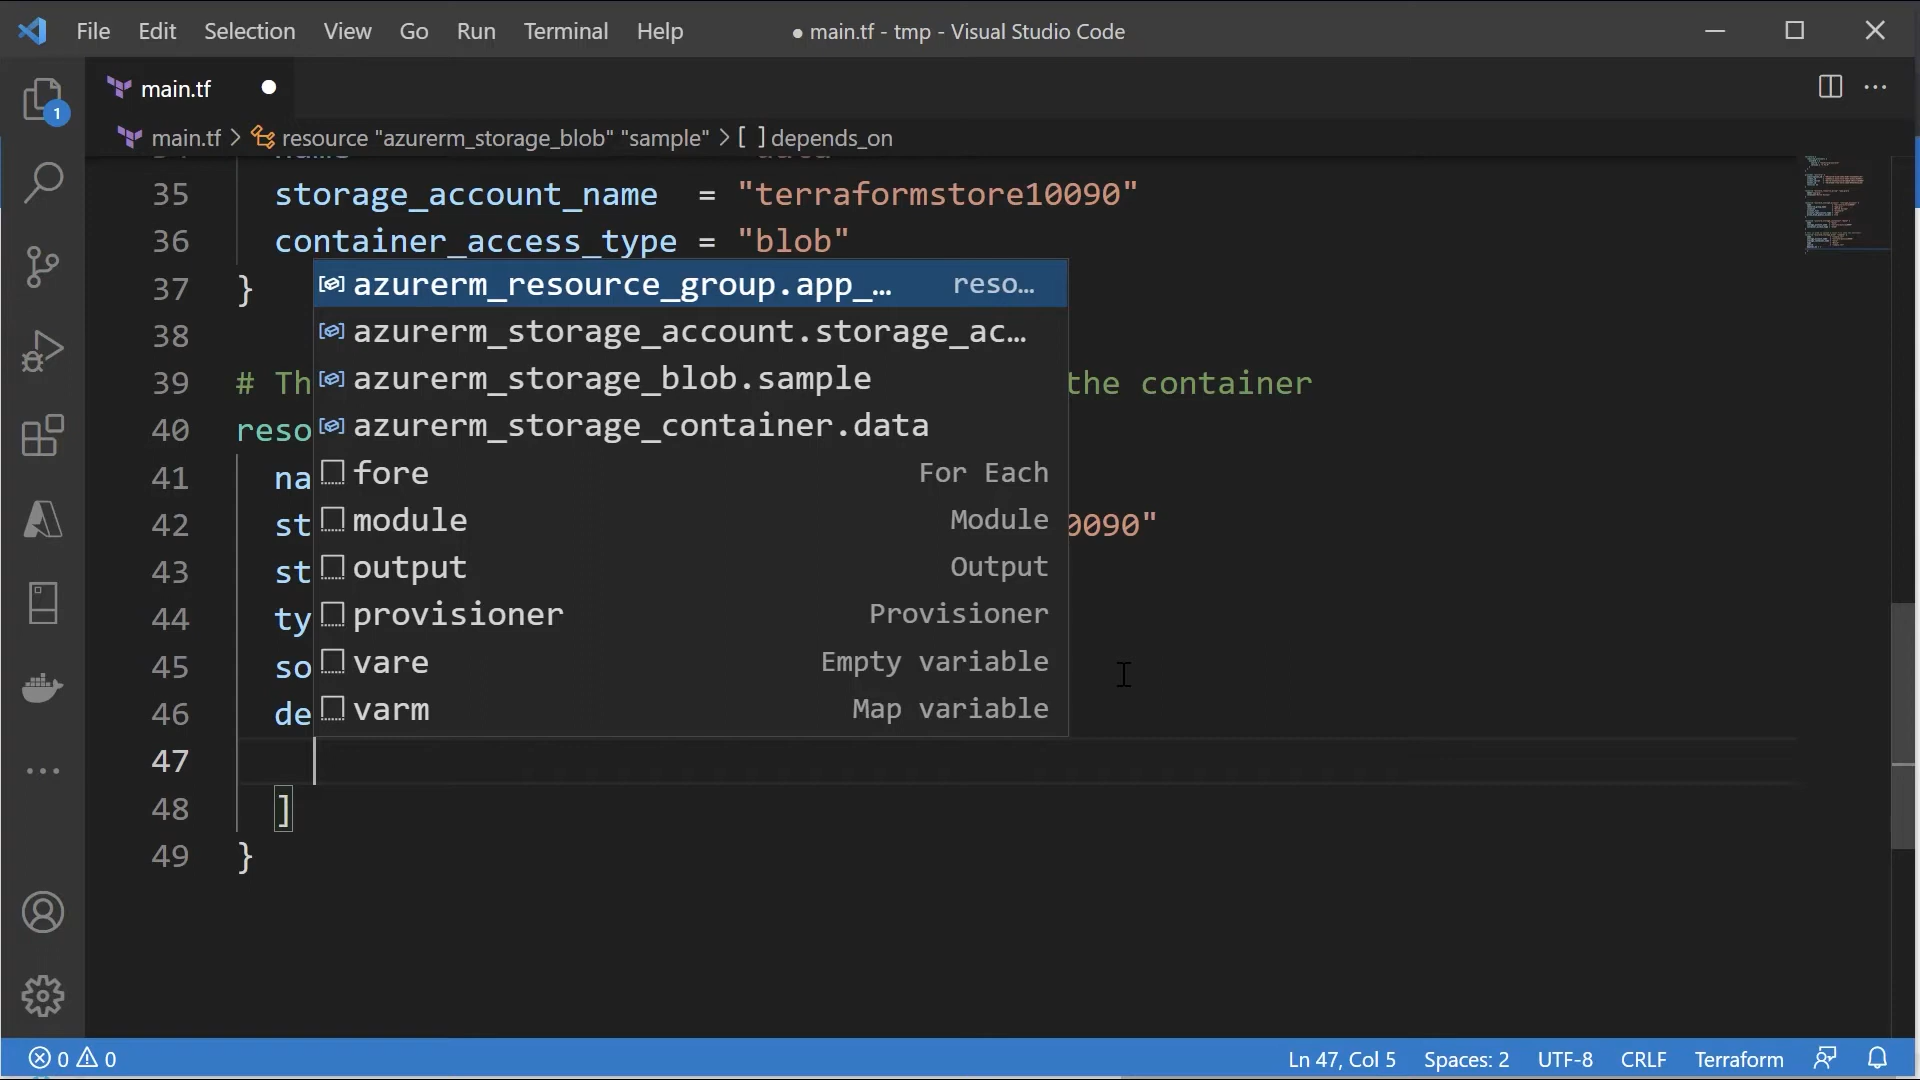 File Edit Selection View Go Run Terminal Help ● main.tf - tmp - Visual Studio Code
main.tf
1
main.tf > resource "azurerm_storage_blob" "sample" > [ ] depends_on
35 storage_account_name = "terraformstore10090"
36 container_access_type = "blob"
37 }
azurerm_resource_group.app_… reso…
38
azurerm_storage_account.storage_ac…
39 # Th the container
azurerm_storage_blob.sample
40 reso
azurerm_storage_container.data
41 na
fore For Each
42 st 0090"
module Module
43 st
output Output
44 ty
provisioner Provisioner
45 so
vare Empty variable
46 de
varm Map variable
47
48 ]
49 }
0 0 Ln 47, Col 5 Spaces: 2 UTF-8 CRLF Terraform